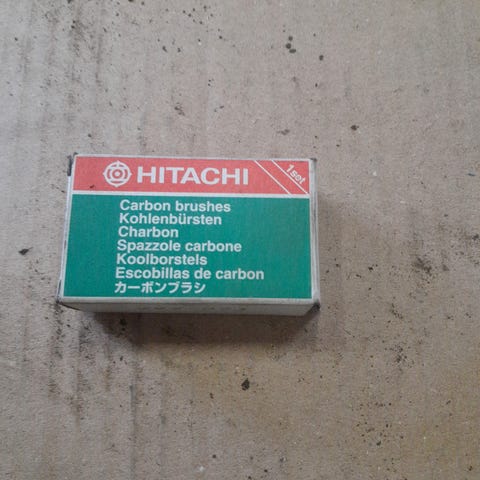 HITACHI
1set
Carbon brushes
Kohlenbürsten
Charbon
Spazzole carbone
Koolborstels
Escobillas de carbon
カーボンブラシ